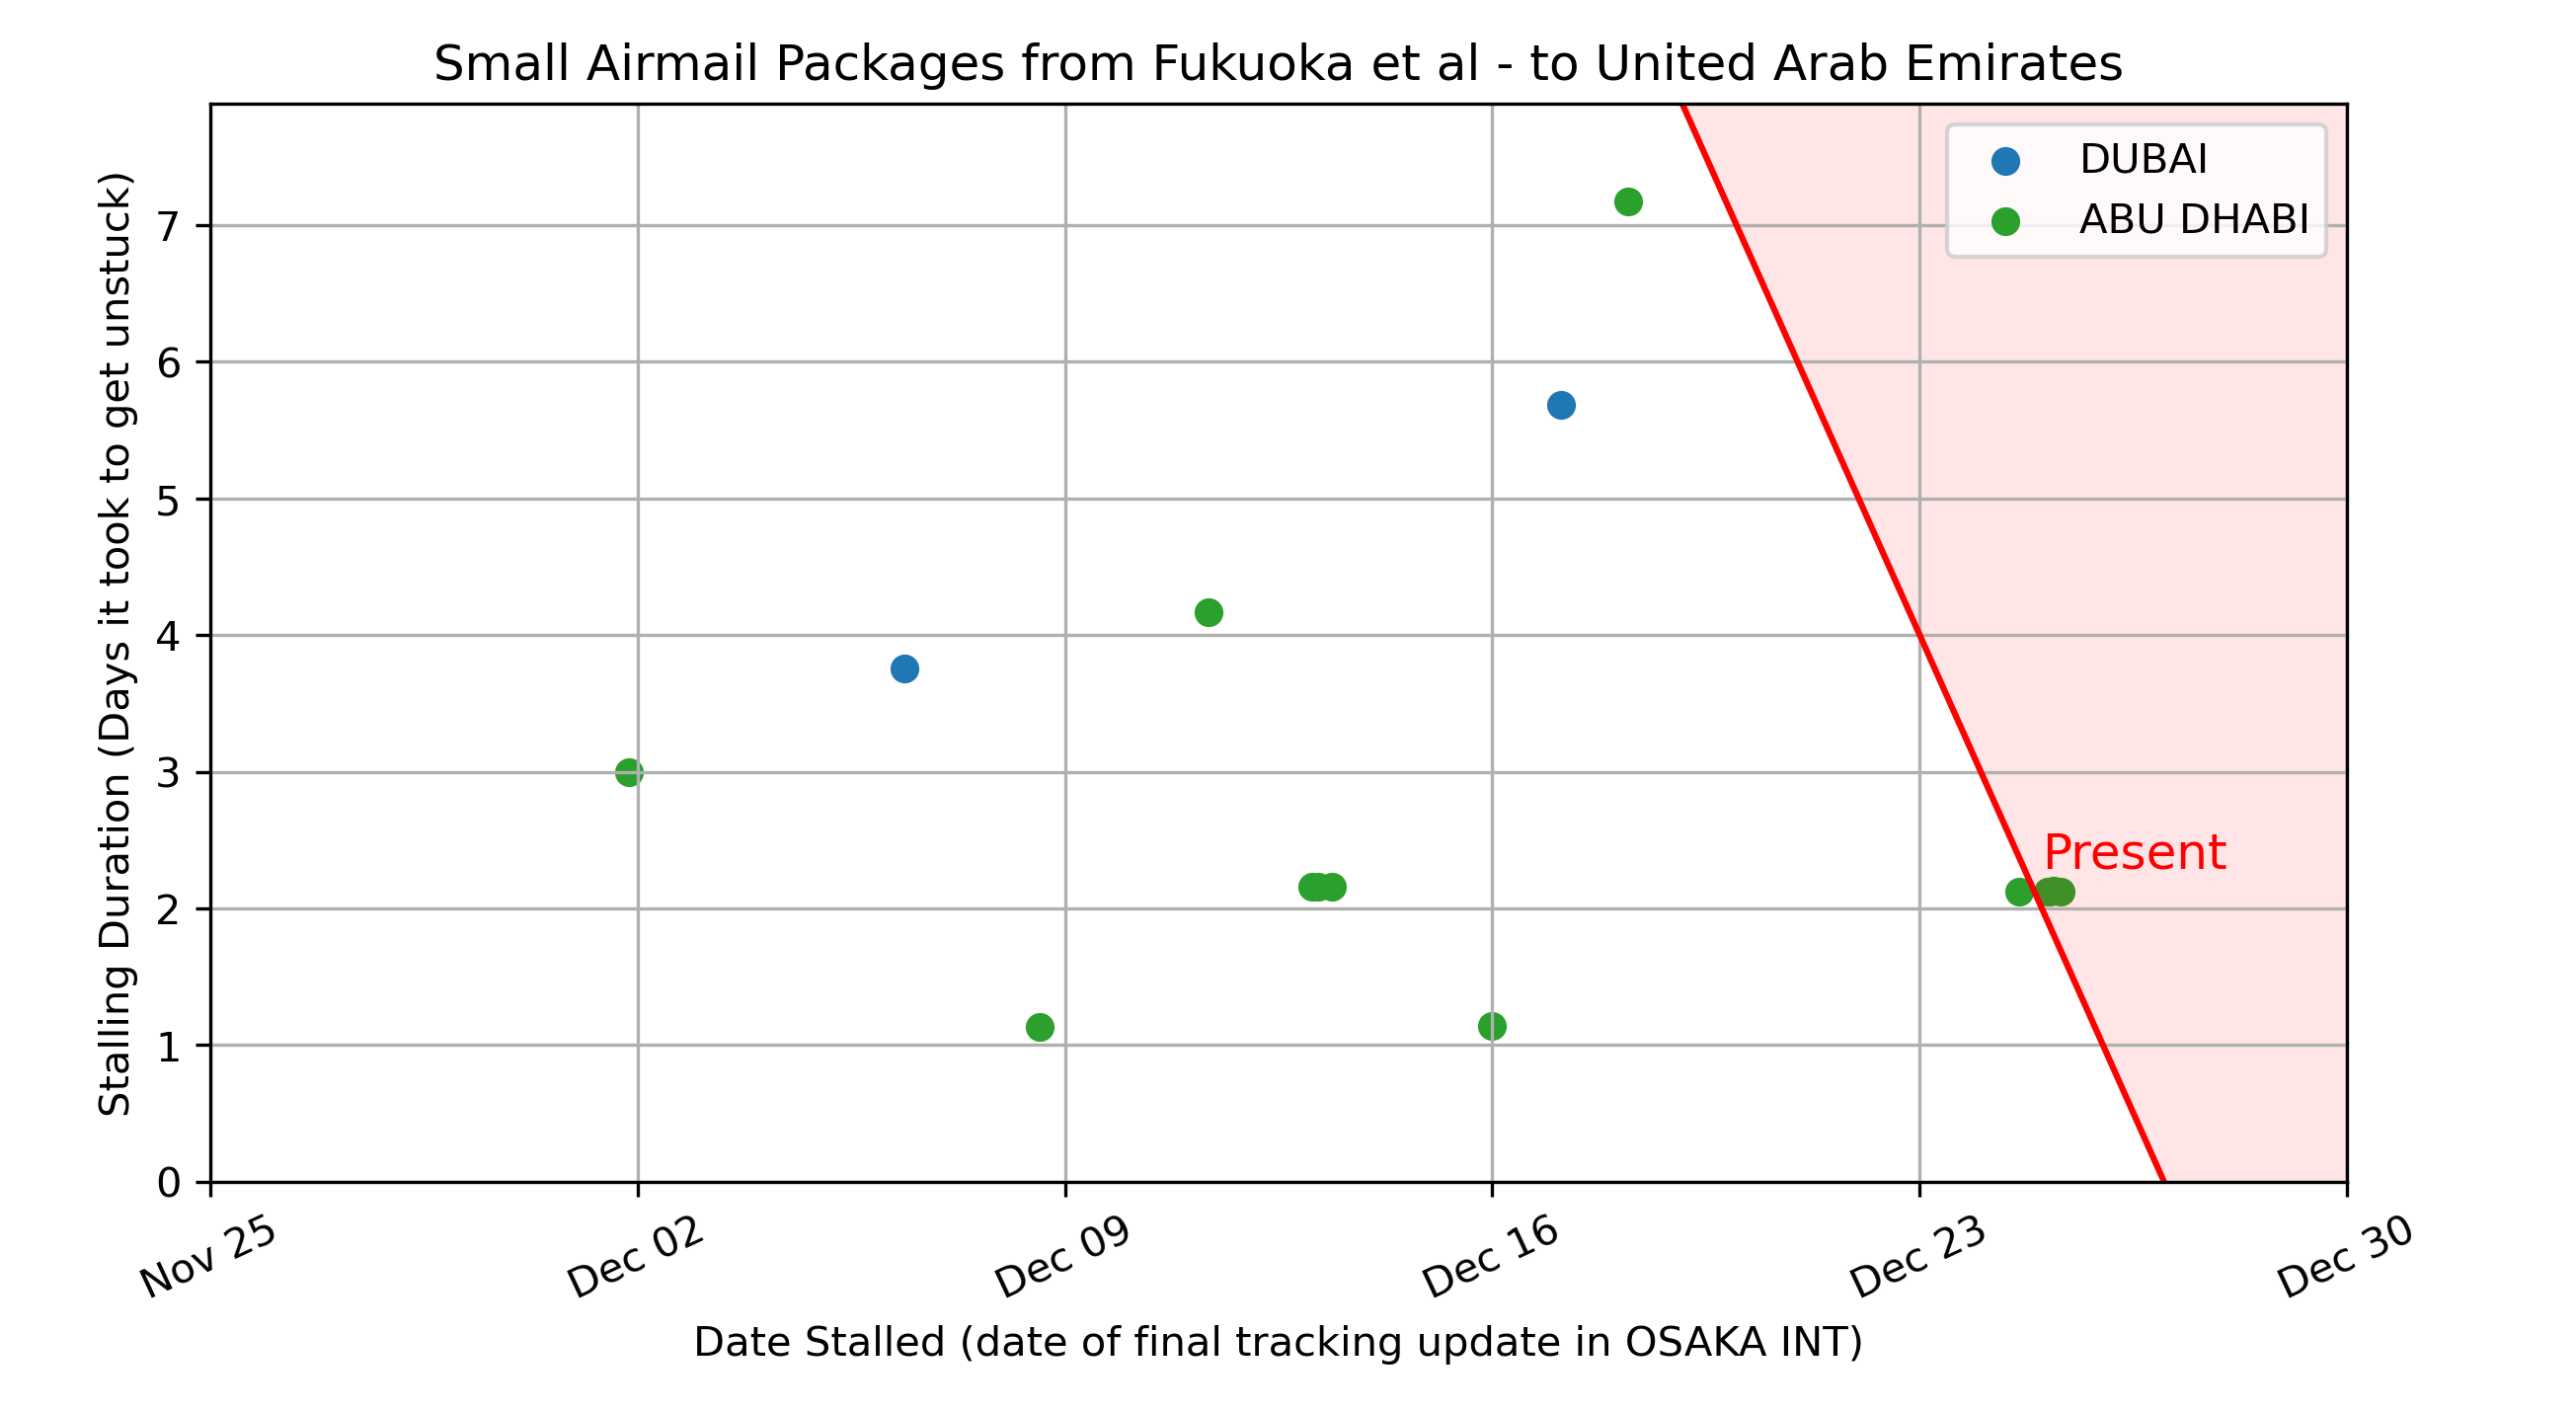 Small Airmail Packages from Fukuoka et al - to United Arab Emirates
DUBAI
ABU DHABI
Present
Stalling Duration (Days it took to get unstuck)
7
6
5
4
3
2
1
0
Nov 25
Dec 02
Dec 09
Dec 16
Dec 23
Dec 30
Date Stalled (date of final tracking update in OSAKA INT)